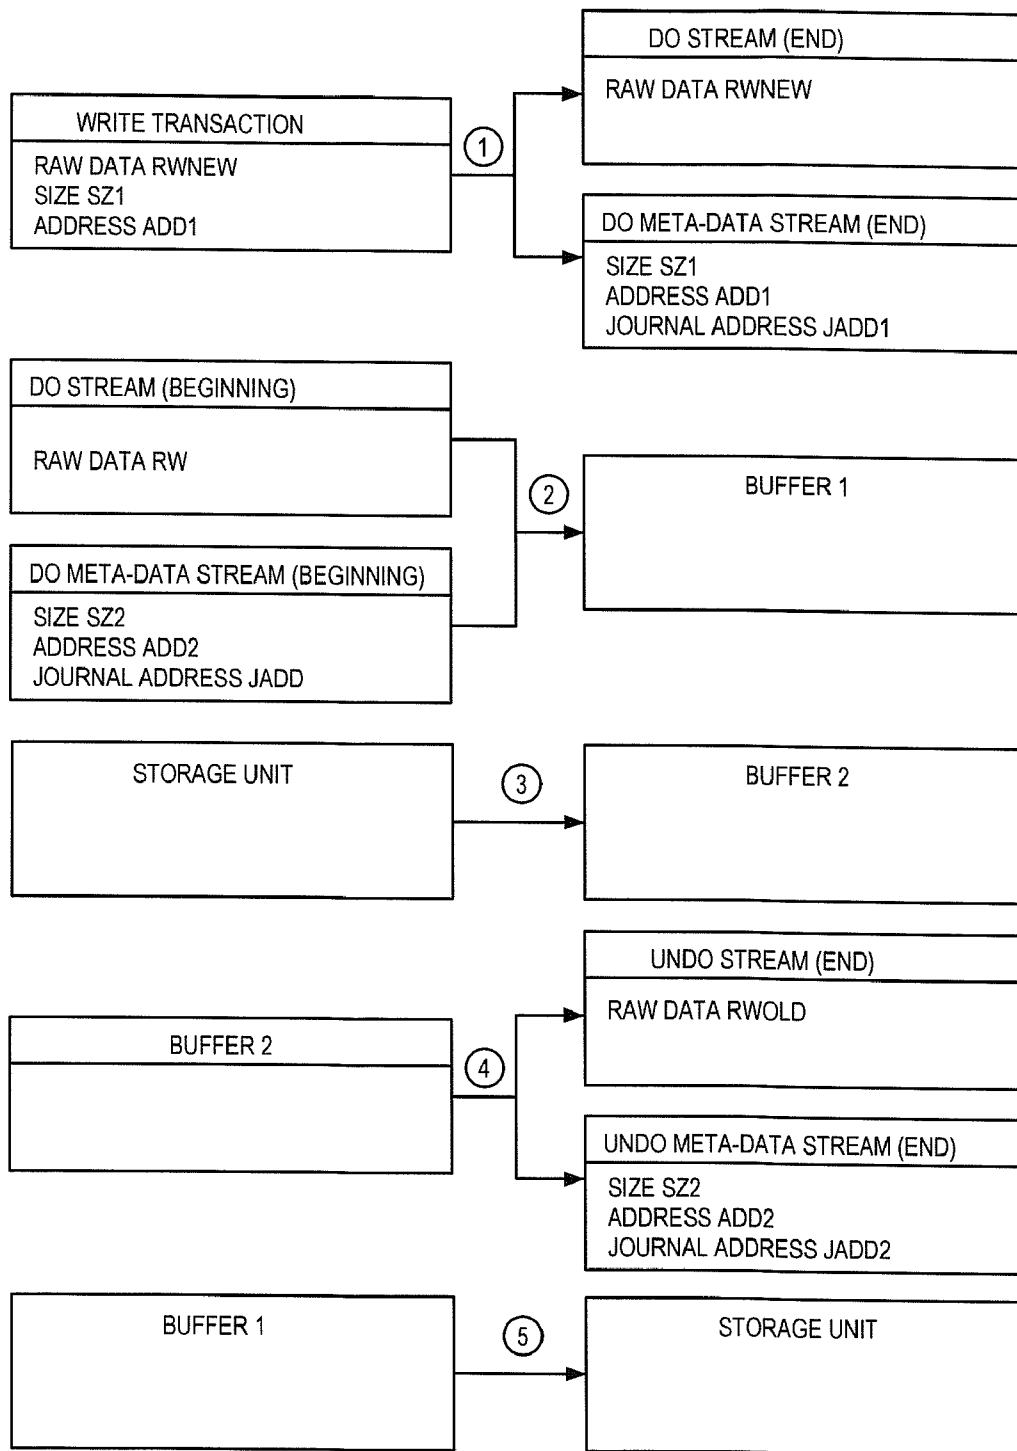 WRITE TRANSACTION
RAW DATA RWNEW
SIZE SZ1
ADDRESS ADD1
1
DO STREAM (END)
RAW DATA RWNEW
DO META-DATA STREAM (END)
SIZE SZ1
ADDRESS ADD1
JOURNAL ADDRESS JADD1
DO STREAM (BEGINNING)
RAW DATA RW
DO META-DATA STREAM (BEGINNING)
SIZE SZ2
ADDRESS ADD2
JOURNAL ADDRESS JADD
2
BUFFER 1
STORAGE UNIT
3
BUFFER 2
BUFFER 2
4
UNDO STREAM (END)
RAW DATA RWOLD
UNDO META-DATA STREAM (END)
SIZE SZ2
ADDRESS ADD2
JOURNAL ADDRESS JADD2
BUFFER 1
5
STORAGE UNIT